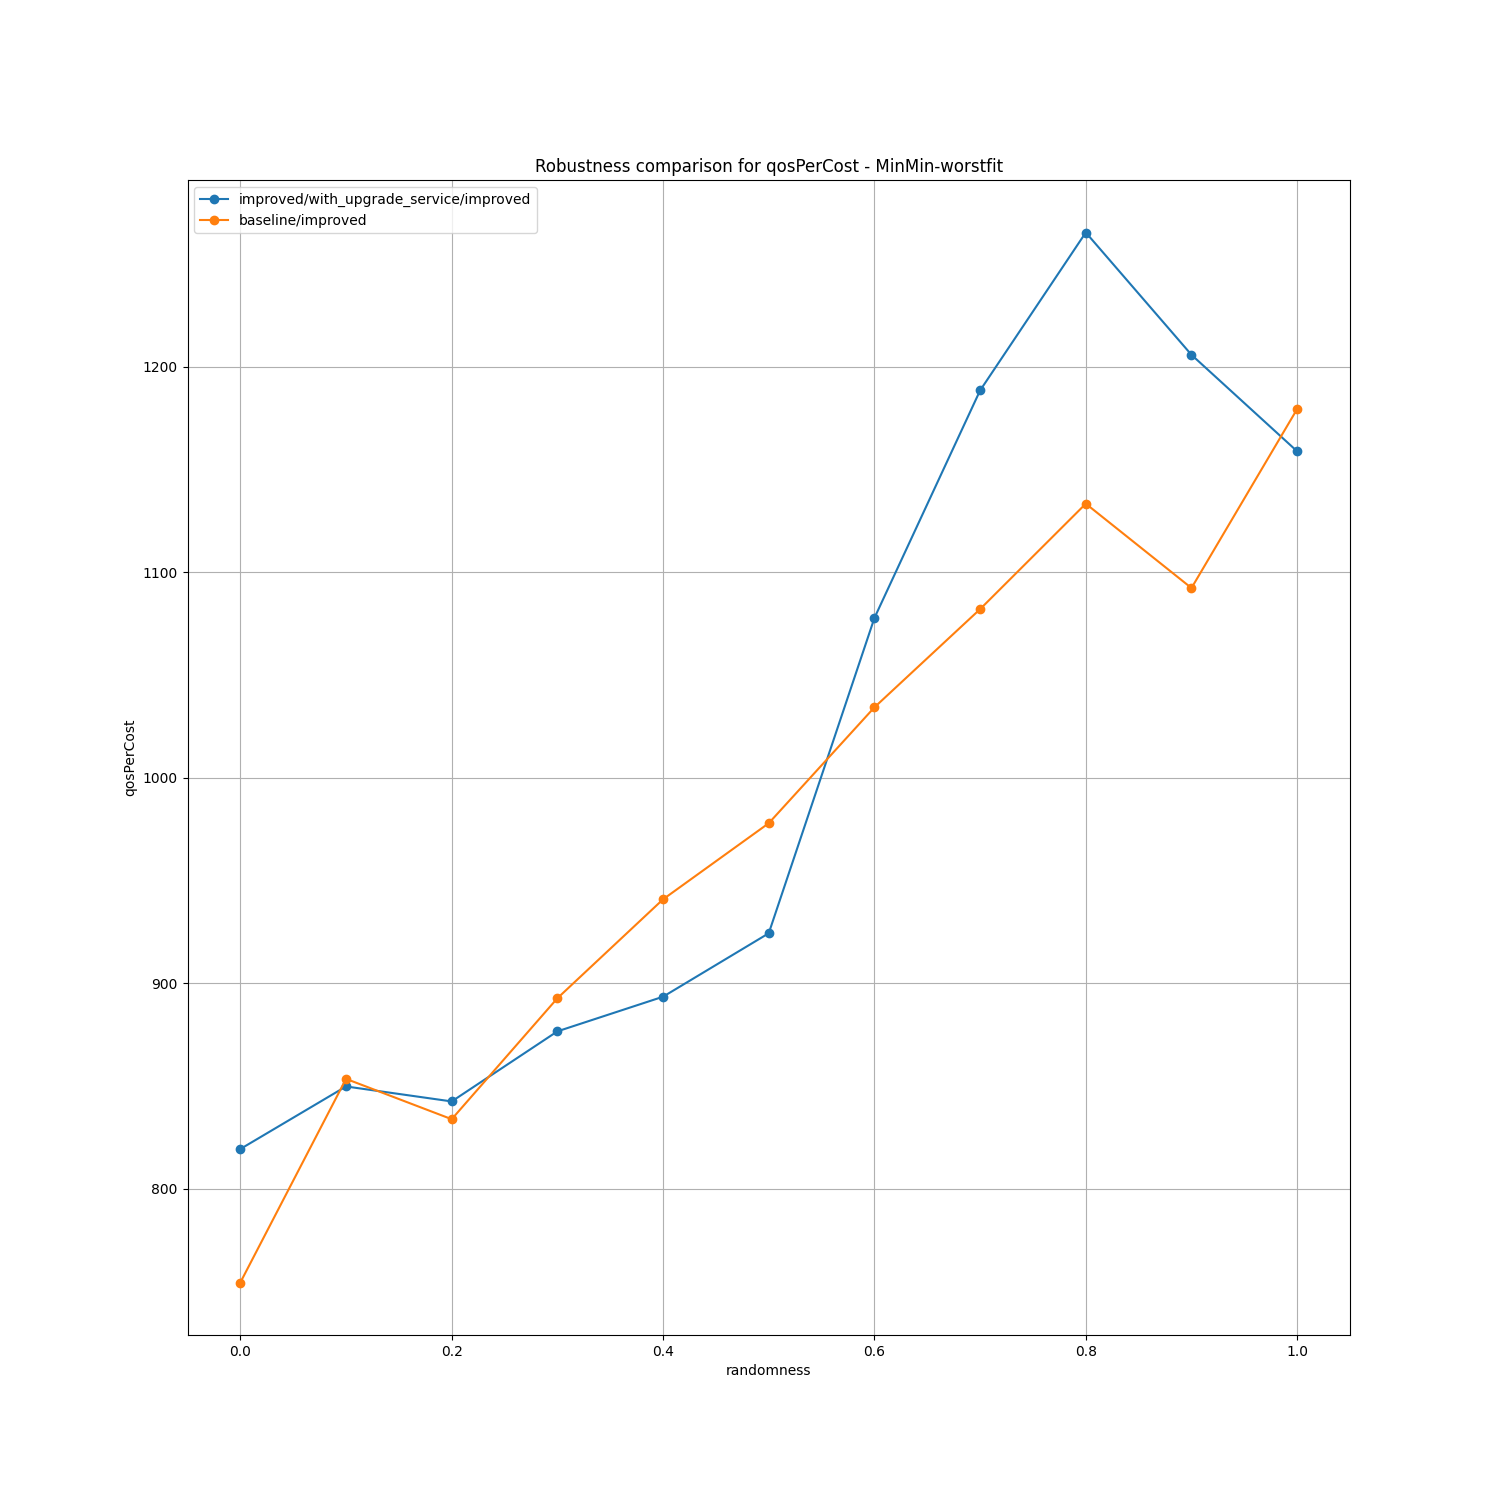 Robustness comparison for qosPerCost - MinMin-worstfit
improved/with_upgrade_service/improved
baseline/improved
qosPerCost
1200
1100
1000
900
800
0.0 0.2 0.4 0.6 0.8 1.0
randomness